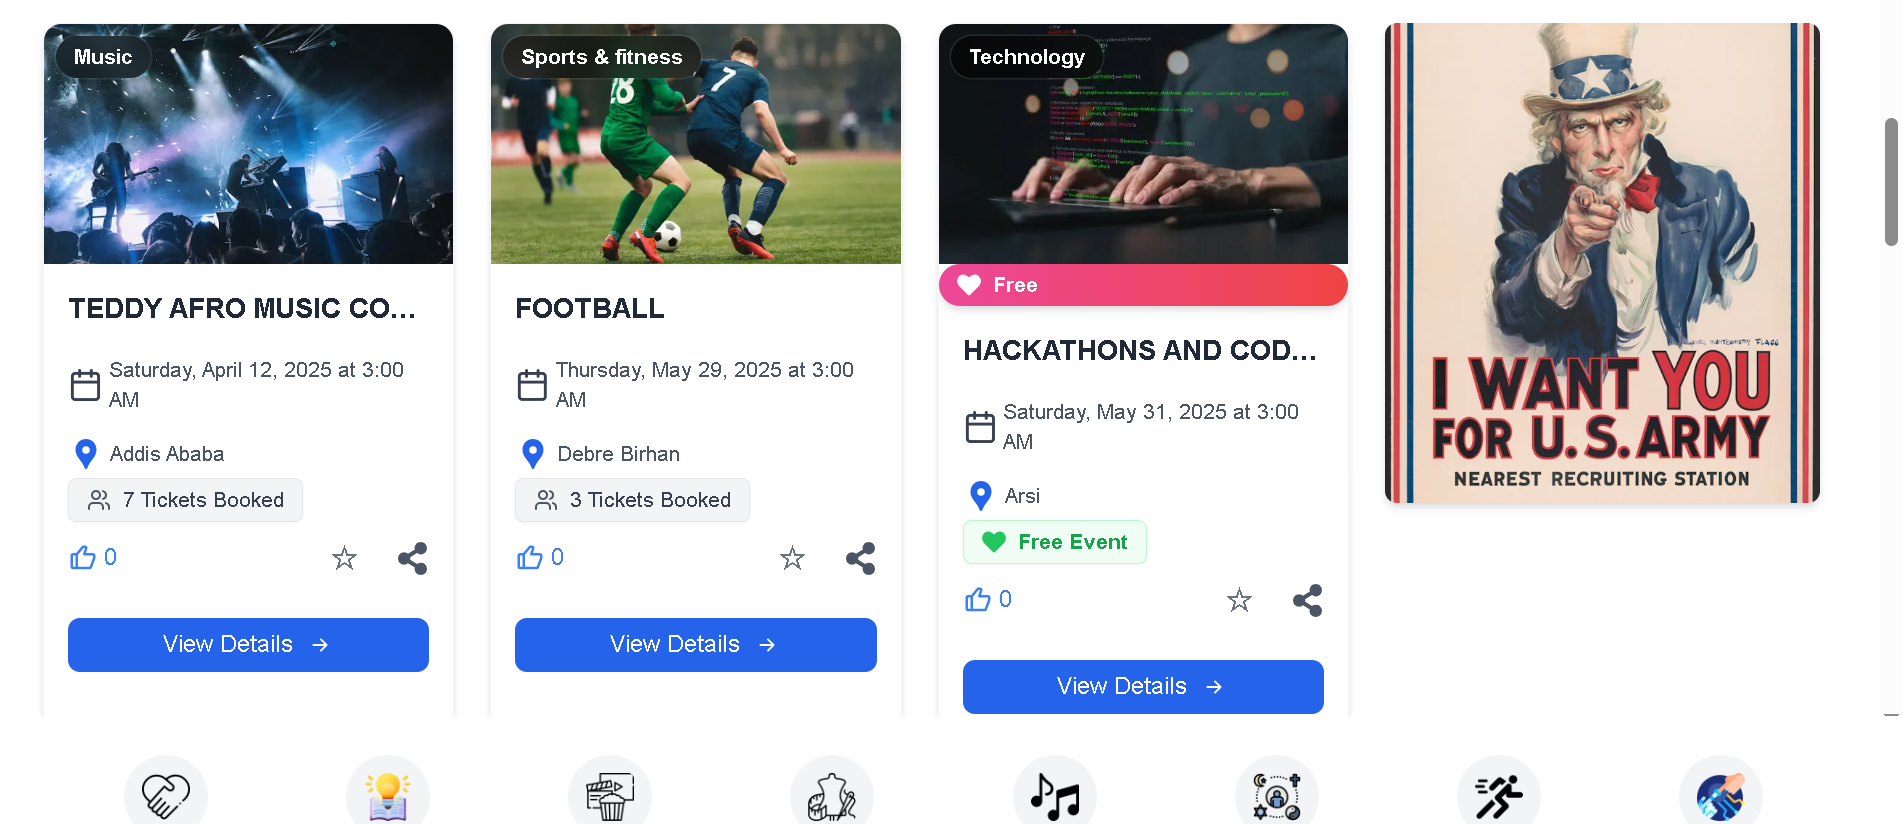 Music
TEDDY AFRO MUSIC CO...
Saturday, April 12, 2025 at 3:00
AM
Addis Ababa
7 Tickets Booked
0
View Details →
Sports & fitness
28
7
FOOTBALL
Thursday, May 29, 2025 at 3:00
AM
Debre Birhan
3 Tickets Booked
0
View Details →
Technology
Free
HACKATHONS AND COD...
Saturday, May 31, 2025 at 3:00
AM
Arsi
Free Event
0
View Details →
I WANT YOU
FOR U.S. ARMY
NEAREST RECRUITING STATION